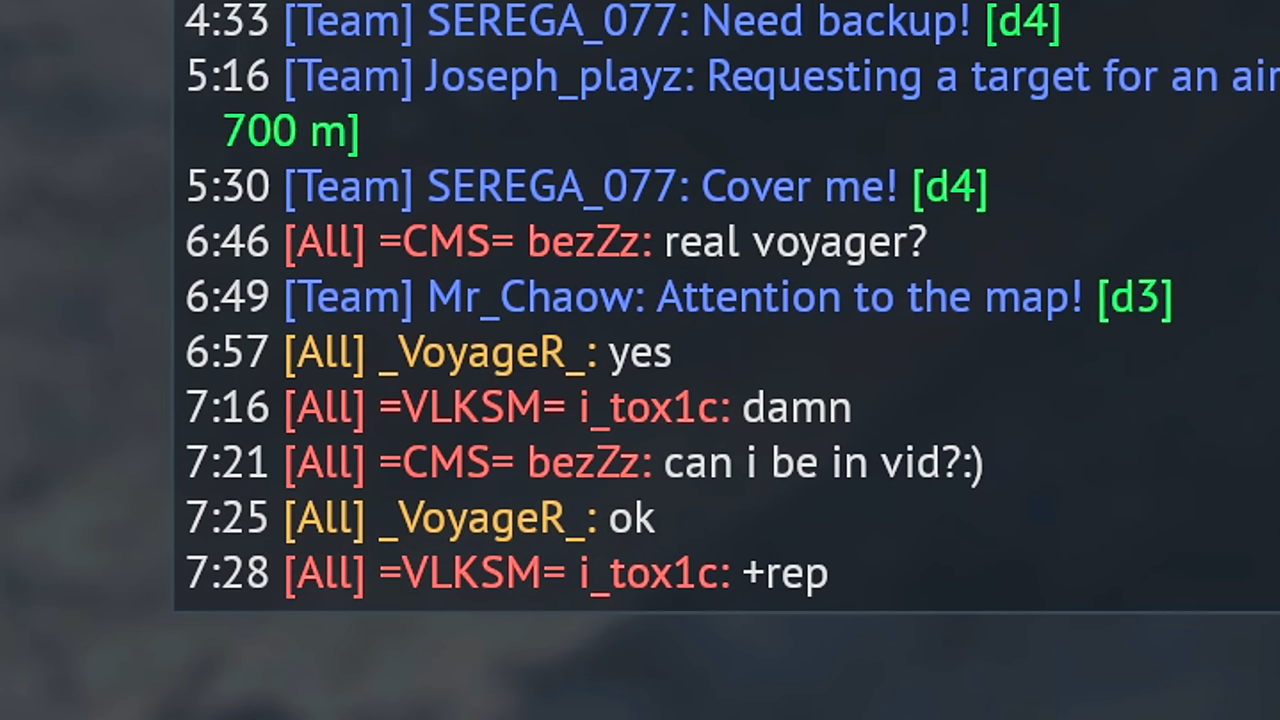 4:33 [Team] SEREGA_077: Need backup! [d4]
5:16 [Team] Joseph_playz: Requesting a target for an
700 m]
5:30 [Team] SEREGA_077: Cover me! [d4]
6:46 [All] =CMS= bezZz: real voyager?
6:49 [Team] Mr_Chaow: Attention to the map! [d3]
6:57 [All] _VoyageR_: yes
7:16 [All] =VLKSM= i_tox1c: damn
7:21 [All] =CMS= bezZz: can i be in vid?:)
7:25 [All] _VoyageR_: ok
7:28 [All] =VLKSM= i_tox1c: +rep